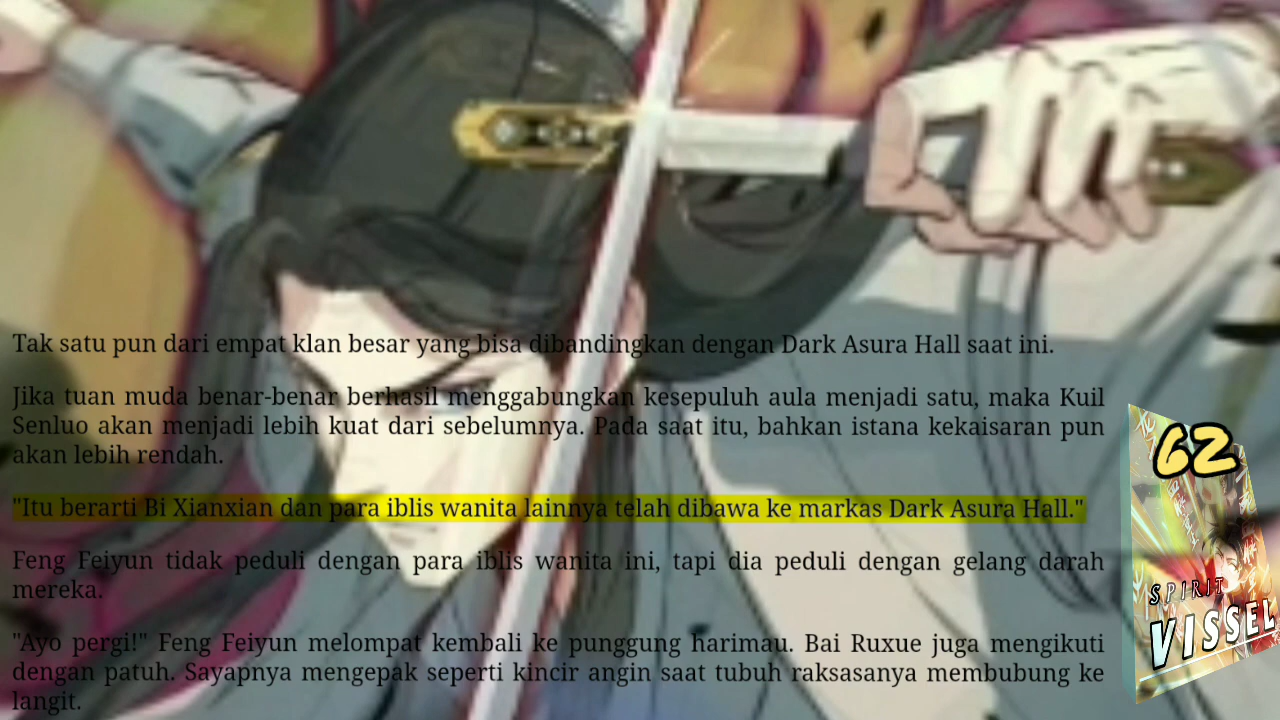 Tak satu pun dari empat klan besar yang bisa dibandingkan dengan Dark Asura Hall saat ini.
Jika tuan muda benar-benar berhasil menggabungkan kesepuluh aula menjadi satu, maka Kuil
Senluo akan menjadi lebih kuat dari sebelumnya. Pada saat itu, bahkan istana kekaisaran pun
akan lebih rendah.
"Itu berarti Bi Xianxian dan para iblis wanita lainnya telah dibawa ke markas Dark Asura Hall."
Feng Feiyun tidak peduli dengan para iblis wanita ini, tapi dia peduli dengan gelang darah
mereka.
"Ayo pergi!" Feng Feiyun melompat kembali ke punggung harimau. Bai Ruxue juga mengikuti
dengan patuh. Sayapnya mengepak seperti kincir angin saat tubuh raksasanya membubung ke
langit.
62
SPIRIT
VISSEL